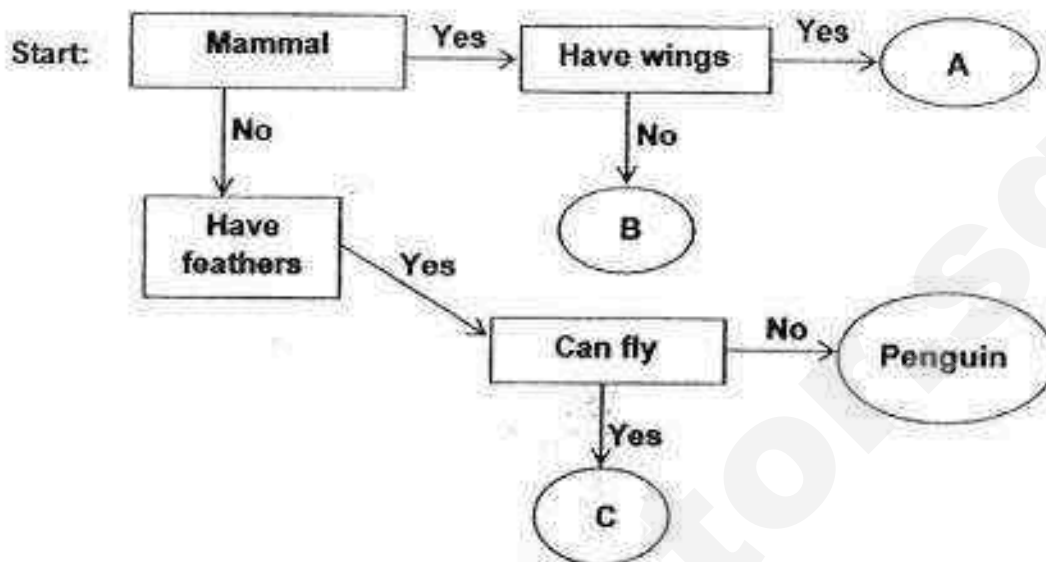 Start:
Mammal
Yes
Have wings
Yes
A
No
No
B
Have
feathers
Yes
Can fly
No
Penguin
Yes
C